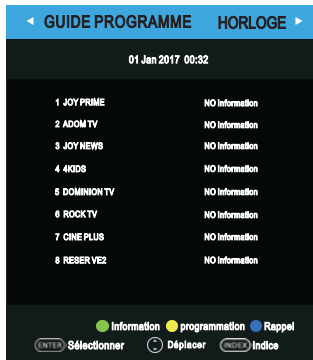 GUIDE PROGRAMME HORLOGE
01 Jan 2017 00:32
1 JOY PRIME NO Information
2 ADOM TV NO Information
3 JOY NEWS NO Information
4 4KIDS NO Information
5 DOMINION TV NO Information
6 ROCK TV NO Information
7 CINE PLUS NO Information
8 RESER VE2 NO Information
Information programmation Rappel
ENTER Sélectionner Déplacer INDEX Indice